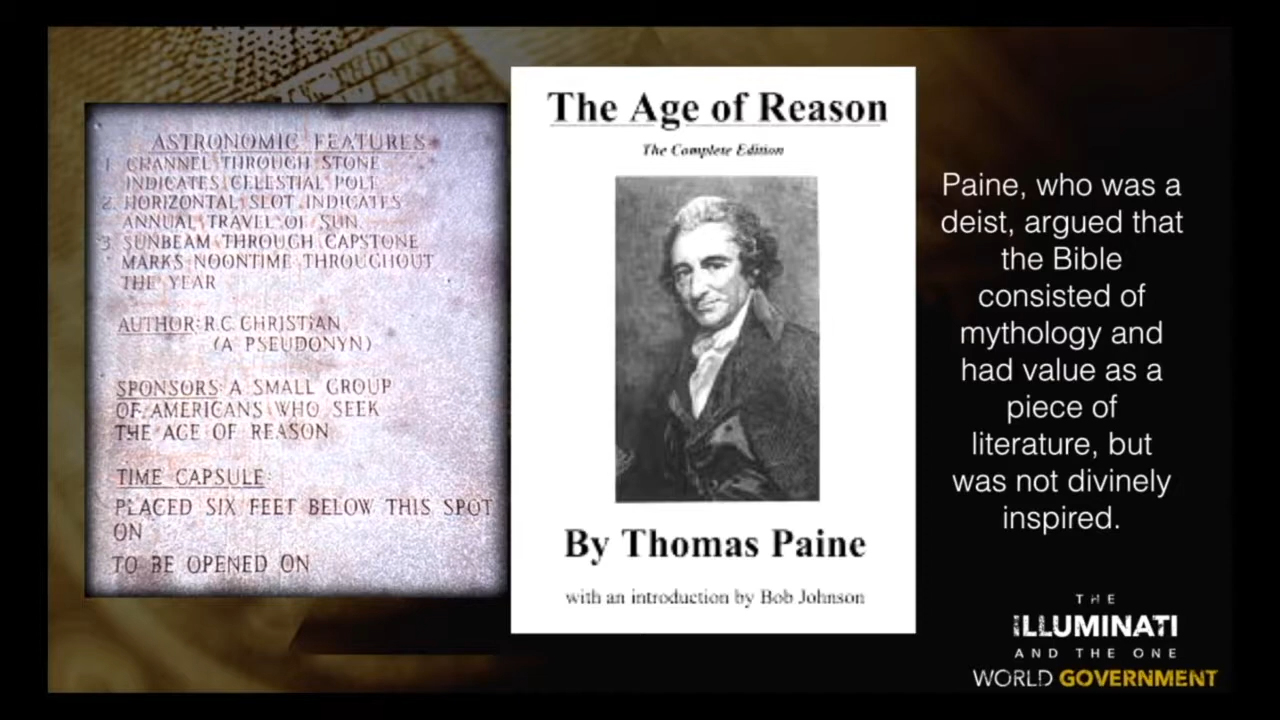 ASTRONOMIC FEATURES
1. CHANNEL THROUGH STONE
INDICATES CELESTIAL POLE
2. HORIZONTAL SLOT INDICATES
ANNUAL TRAVEL OF SUN
3. SUNBEAM THROUGH CAPSTONE
MARKS NOONTIME THROUGHOUT
THE YEAR
AUTHOR: R.C. CHRISTIAN
(A PSEUDONYN)
SPONSORS: A SMALL GROUP
OF AMERICANS WHO SEEK
THE AGE OF REASON
TIME CAPSULE:
PLACED SIX FEET BELOW THIS SPOT
ON
TO BE OPENED ON
The Age of Reason
The Complete Edition
By Thomas Paine
with an introduction by Bob Johnson
Paine, who was a
deist, argued that
the Bible
consisted of
mythology and
had value as a
piece of
literature, but
was not divinely
inspired.
THE
ILLUMINATI
AND THE ONE
WORLD GOVERNMENT